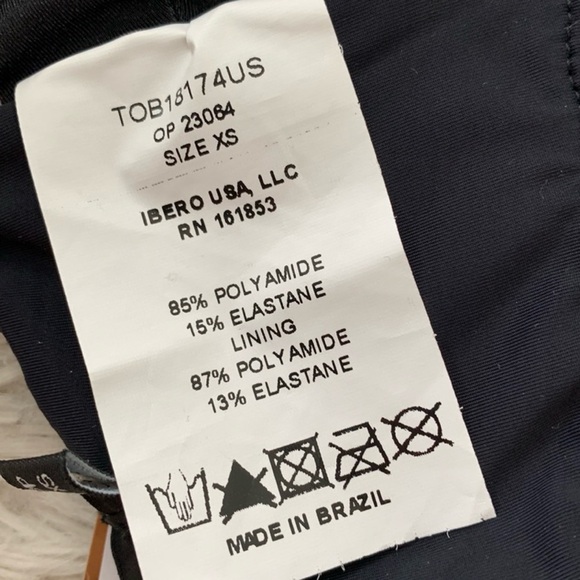 TOB18174US
OP 23064
SIZE XS
IBERO USA, LLC
RN 161853
85% POLYAMIDE
15% ELASTANE
LINING
87% POLYAMIDE
13% ELASTANE
MADE IN BRAZIL